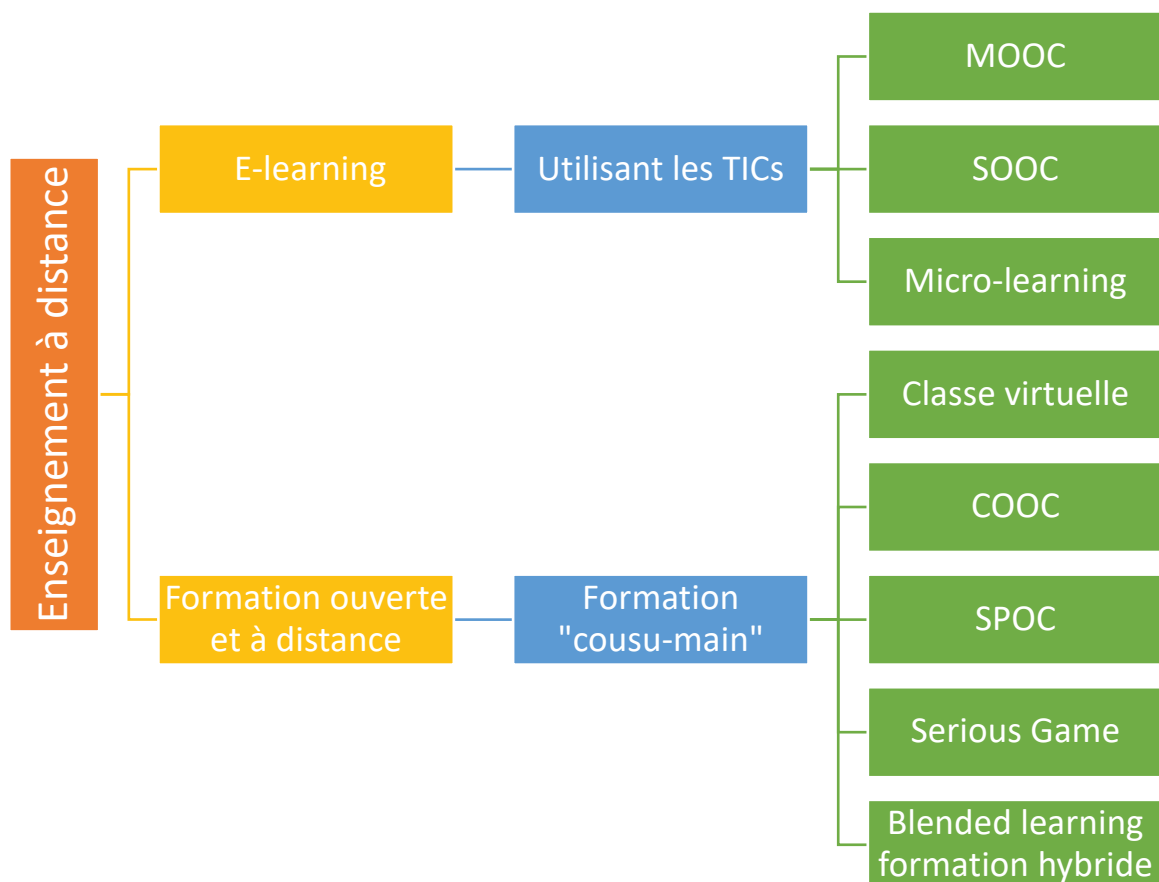 Enseignement à distance
E-learning
Utilisant les TICs
MOOC
SOOC
Micro-learning
Formation ouverte
et à distance
Formation
"cousu-main"
Classe virtuelle
COOC
SPOC
Serious Game
Blended learning
formation hybride